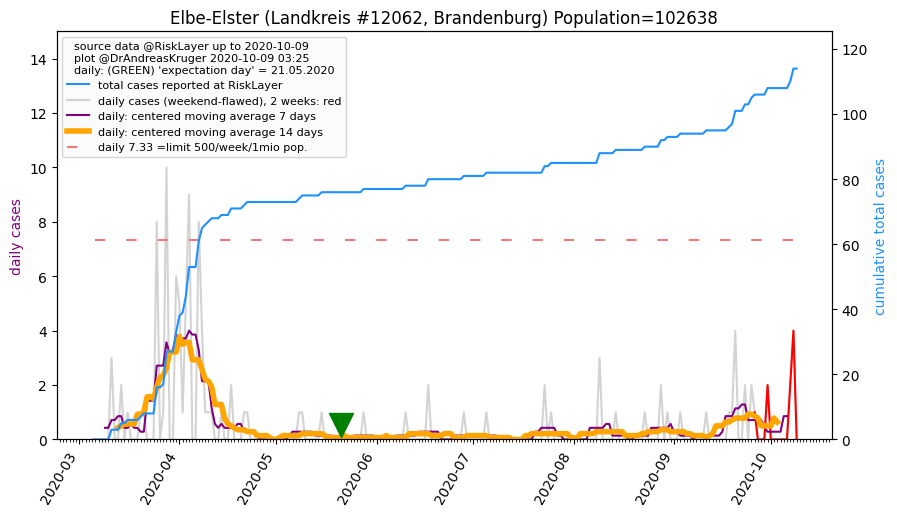 Elbe-Elster (Landkreis #12062, Brandenburg) Population=102638
source data @RiskLayer up to 2020-10-09
plot @DrAndreasKruger 2020-10-09 03:25
daily: (GREEN) 'expectation day' = 21.05.2020
total cases reported at RiskLayer
daily cases (weekend-flawed), 2 weeks: red
daily: centered moving average 7 days
daily: centered moving average 14 days
daily 7.33 =limit 500/week/1mio pop.
daily cases
14
12
10
8
6
4
2
0
120
100
80
60
40
20
0
cumulative total cases
2020-03
2020-04
2020-05
2020-06
2020-07
2020-08
2020-09
2020-10